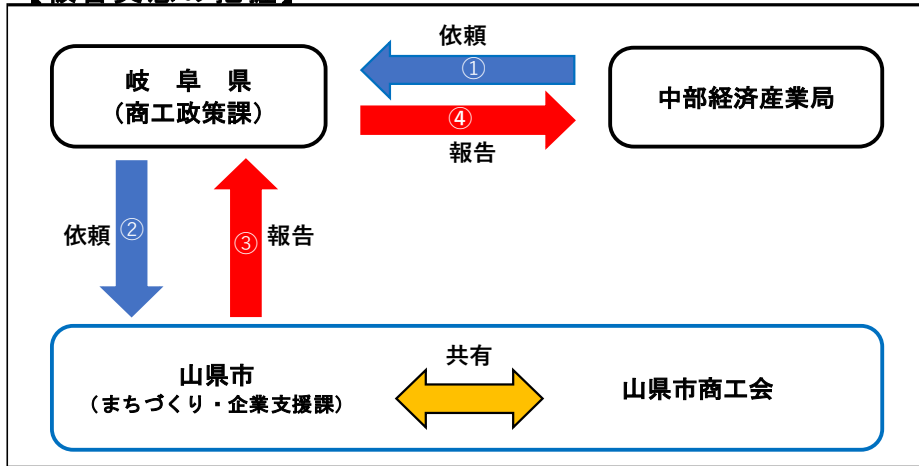 依頼
①
岐 阜 県
(商工政策課)
中部経済産業局
④
報告
依頼
②
③
報告
山県市
(まちづくり・企業支援課)
共有
山県市商工会